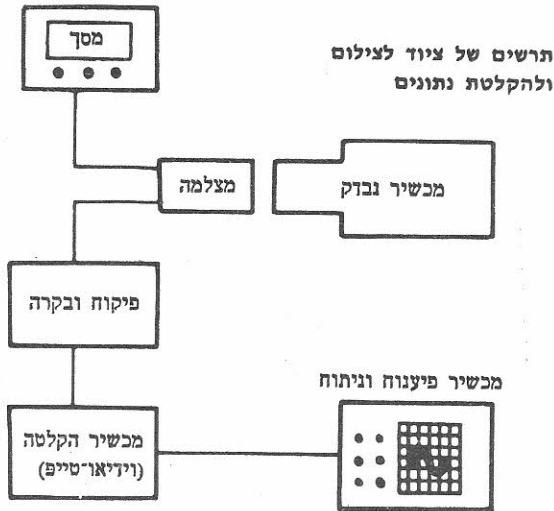 מסך
תרשים של ציוד לצילום
ולהקלטת נתונים
מצלמה
מכשיר נבדק
פיקוח ובקרה
מכשיר פיענוח וניתוח
מכשיר הקלטה
(וידיאו־טייפ)